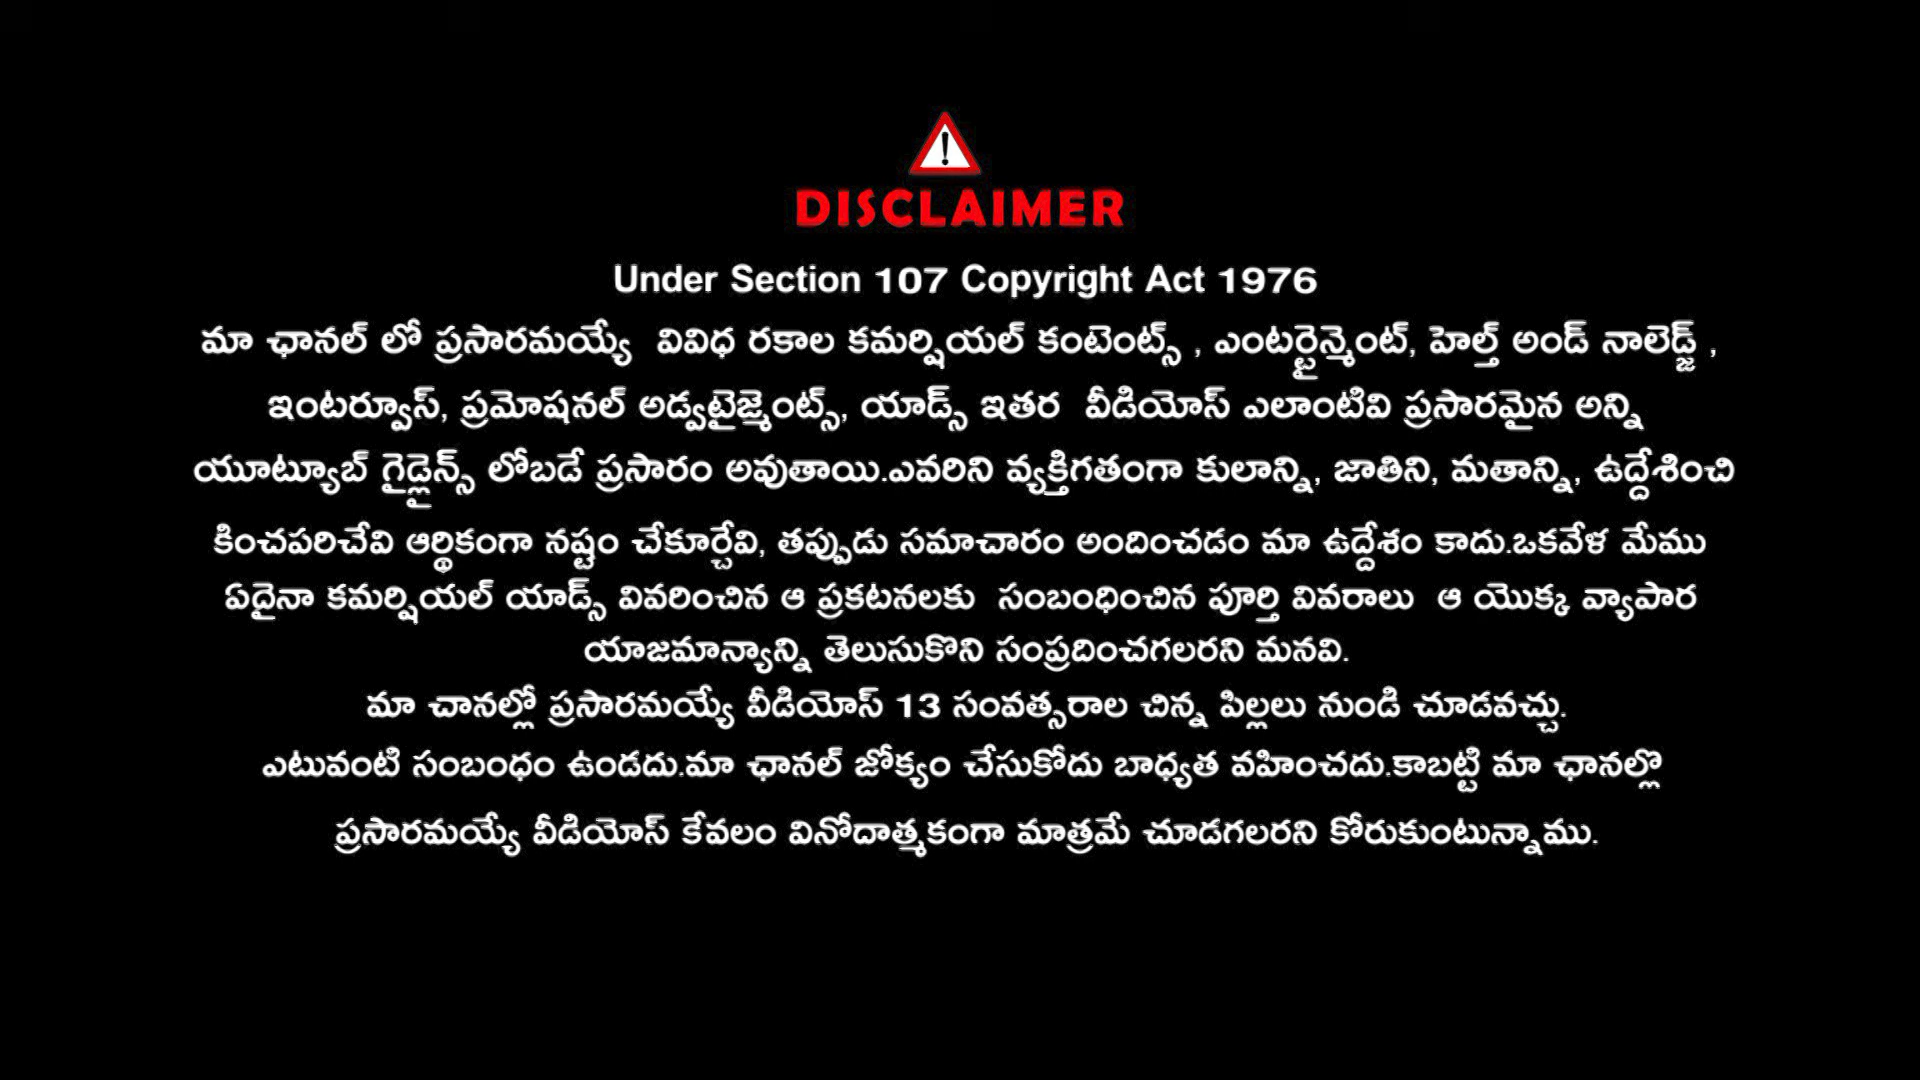 DISCLAIMER
Under Section 107 Copyright Act 1976
మా ఛానల్ లో ప్రసారమయ్యే వివిధ రకాల కమర్షియల్ కంటెంట్స్ , ఎంటర్టైన్మెంట్, హెల్త్ అండ్ నాలెడ్జ్ ,
ఇంటర్వూస్, ప్రమోషనల్ అడ్వటైజ్మెంట్స్, యాడ్స్ ఇతర వీడియోస్ ఎలాంటివి ప్రసారమైన అన్ని
యూట్యూబ్ గైడ్లైన్స్ లోబడే ప్రసారం అవుతాయి.ఎవరిని వ్యక్తిగతంగా కులాన్ని, జాతిని, మతాన్ని, ఉద్దేశించి
కించపరిచేవి ఆర్థికంగా నష్టం చేకూర్చేవి, తప్పుడు సమాచారం అందించడం మా ఉద్దేశం కాదు.ఒకవేళ మేము
ఏదైనా కమర్షియల్ యాడ్స్ వివరించిన ఆ ప్రకటనలకు సంబంధించిన పూర్తి వివరాలు ఆ యొక్క వ్యాపార
యాజమాన్యాన్ని తెలుసుకొని సంప్రదించగలరని మనవి.
మా చానల్లో ప్రసారమయ్యే వీడియోస్ 13 సంవత్సరాల చిన్న పిల్లలు నుండి చూడవచ్చు.
ఎటువంటి సంబంధం ఉండదు.మా ఛానల్ జోక్యం చేసుకోదు బాధ్యత వహించదు.కాబట్టి మా ఛానల్లొ
ప్రసారమయ్యే వీడియోస్ కేవలం వినోదాత్మకంగా మాత్రమే చూడగలరని కోరుకుంటున్నాము.